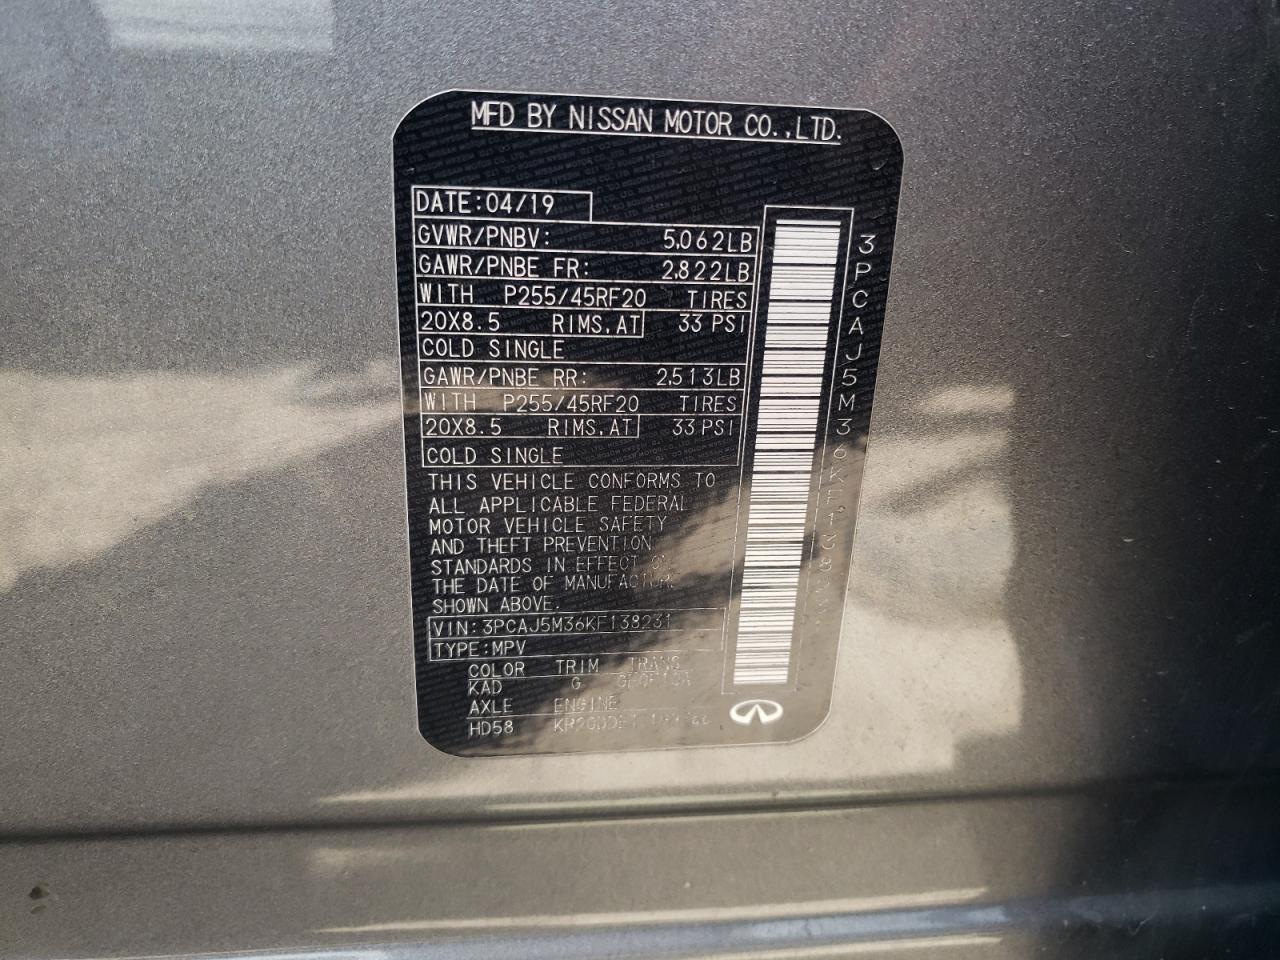 MFD BY NISSAN MOTOR CO.,LTD.
DATE:04/19
GVWR/PNBV: 5,062LB
GAWR/PNBE FR: 2,822LB
WITH P255/45RF20 TIRES
20X8.5 RIMS,AT 33 PSI
COLD SINGLE
GAWR/PNBE RR: 2,513LB
WITH P255/45RF20 TIRES
20X8.5 RIMS,AT 33 PSI
COLD SINGLE
THIS VEHICLE CONFORMS TO
ALL APPLICABLE FEDERAL
MOTOR VEHICLE SAFETY
AND THEFT PREVENTION
STANDARDS IN EFFECT ON
THE DATE OF MANUFACTURE
SHOWN ABOVE.
VIN:3PCAJ5M36KF138231
TYPE:MPV
COLOR TRIM TRANS
KAD G
AXLE ENGINE
HD58
3PCAJ5M36KF138231